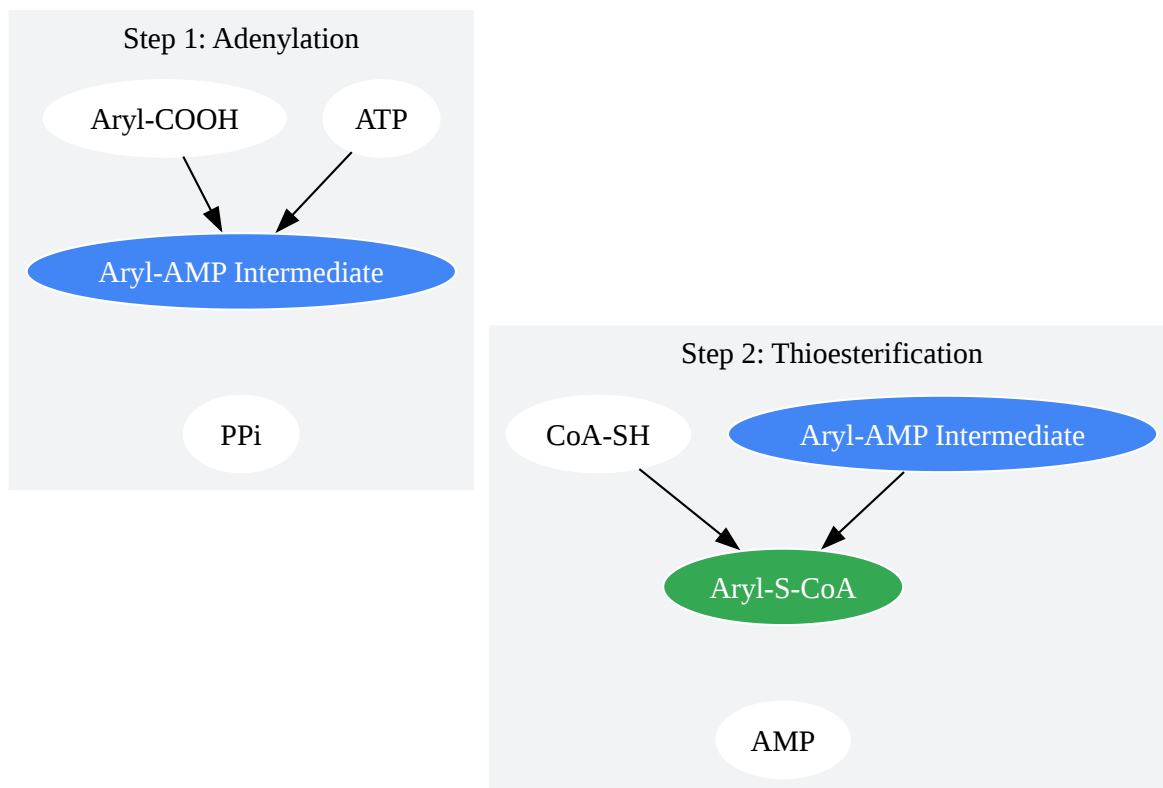 Step 1: Adenylation
Aryl-COOH
ATP
Aryl-AMP Intermediate
PPi
Step 2: Thioesterification
CoA-SH
Aryl-AMP Intermediate
Aryl-S-CoA
AMP